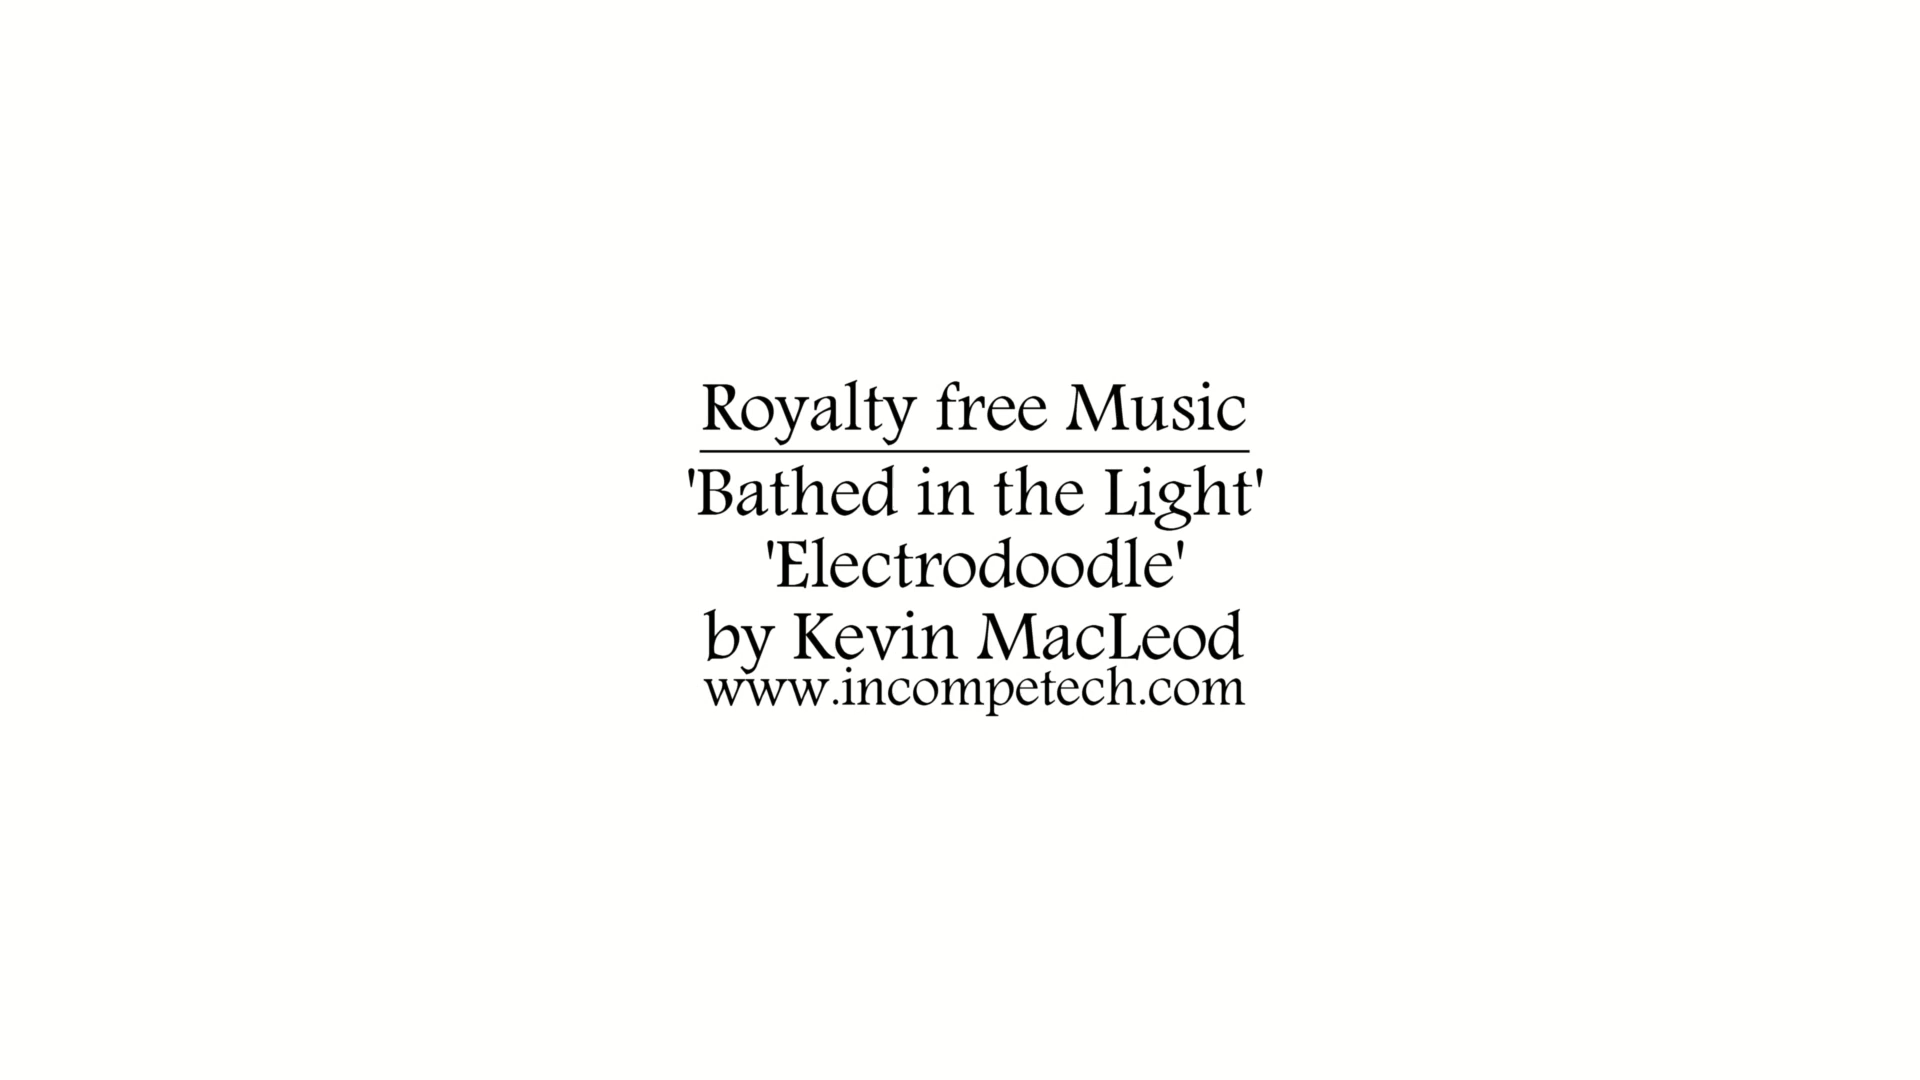 Royalty free Music
'Bathed in the Light'
'Electrodoodle'
by Kevin MacLeod
www.incompetech.com